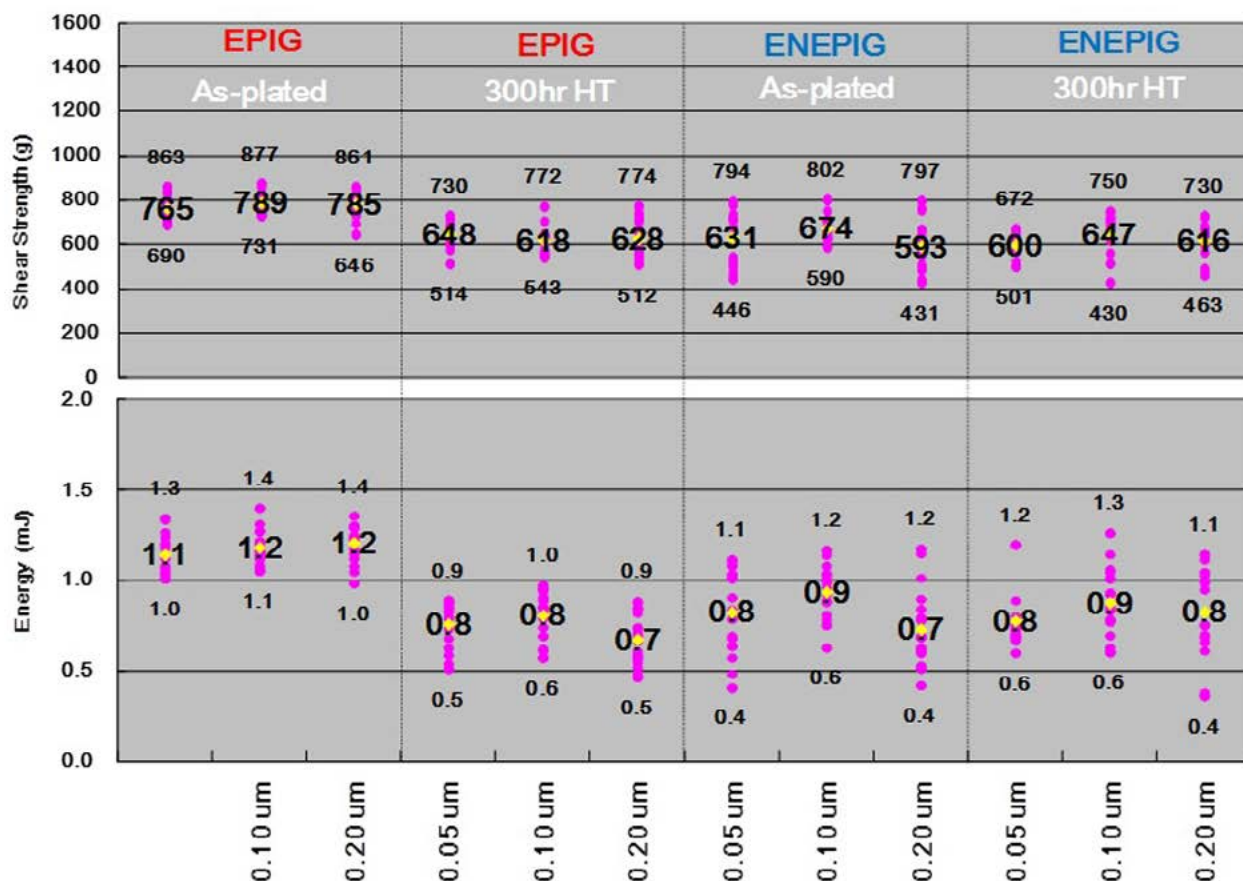 1600
1400
1200
1000
800
600
400
200
0
Shear Strength (g)
EPIG EPIG ENEPIG ENEPIG
As-plated 300hr HT As-plated 300hr HT
863 877 861 730 772 774 794 802 797 672 750 730
765 789 785 648 618 628 631 674 593 600 647 616
690 731 646 514 543 512 446 590 431 501 430 463
2.0
1.5
1.0
0.5
0.0
Energy (mJ)
1.3 1.4 1.4 0.9 1.0 0.9 1.1 1.2 1.2 1.2 1.3 1.1
1.1 1.2 1.2 0.8 0.8 0.7 0.8 0.9 0.7 0.8 0.9 0.8
1.0 1.1 1.0 0.5 0.6 0.5 0.4 0.6 0.4 0.6 0.6 0.4
0.10 um
0.20 um
0.05 um
0.10 um
0.20 um
0.05 um
0.10 um
0.20 um
0.05 um
0.10 um
0.20 um